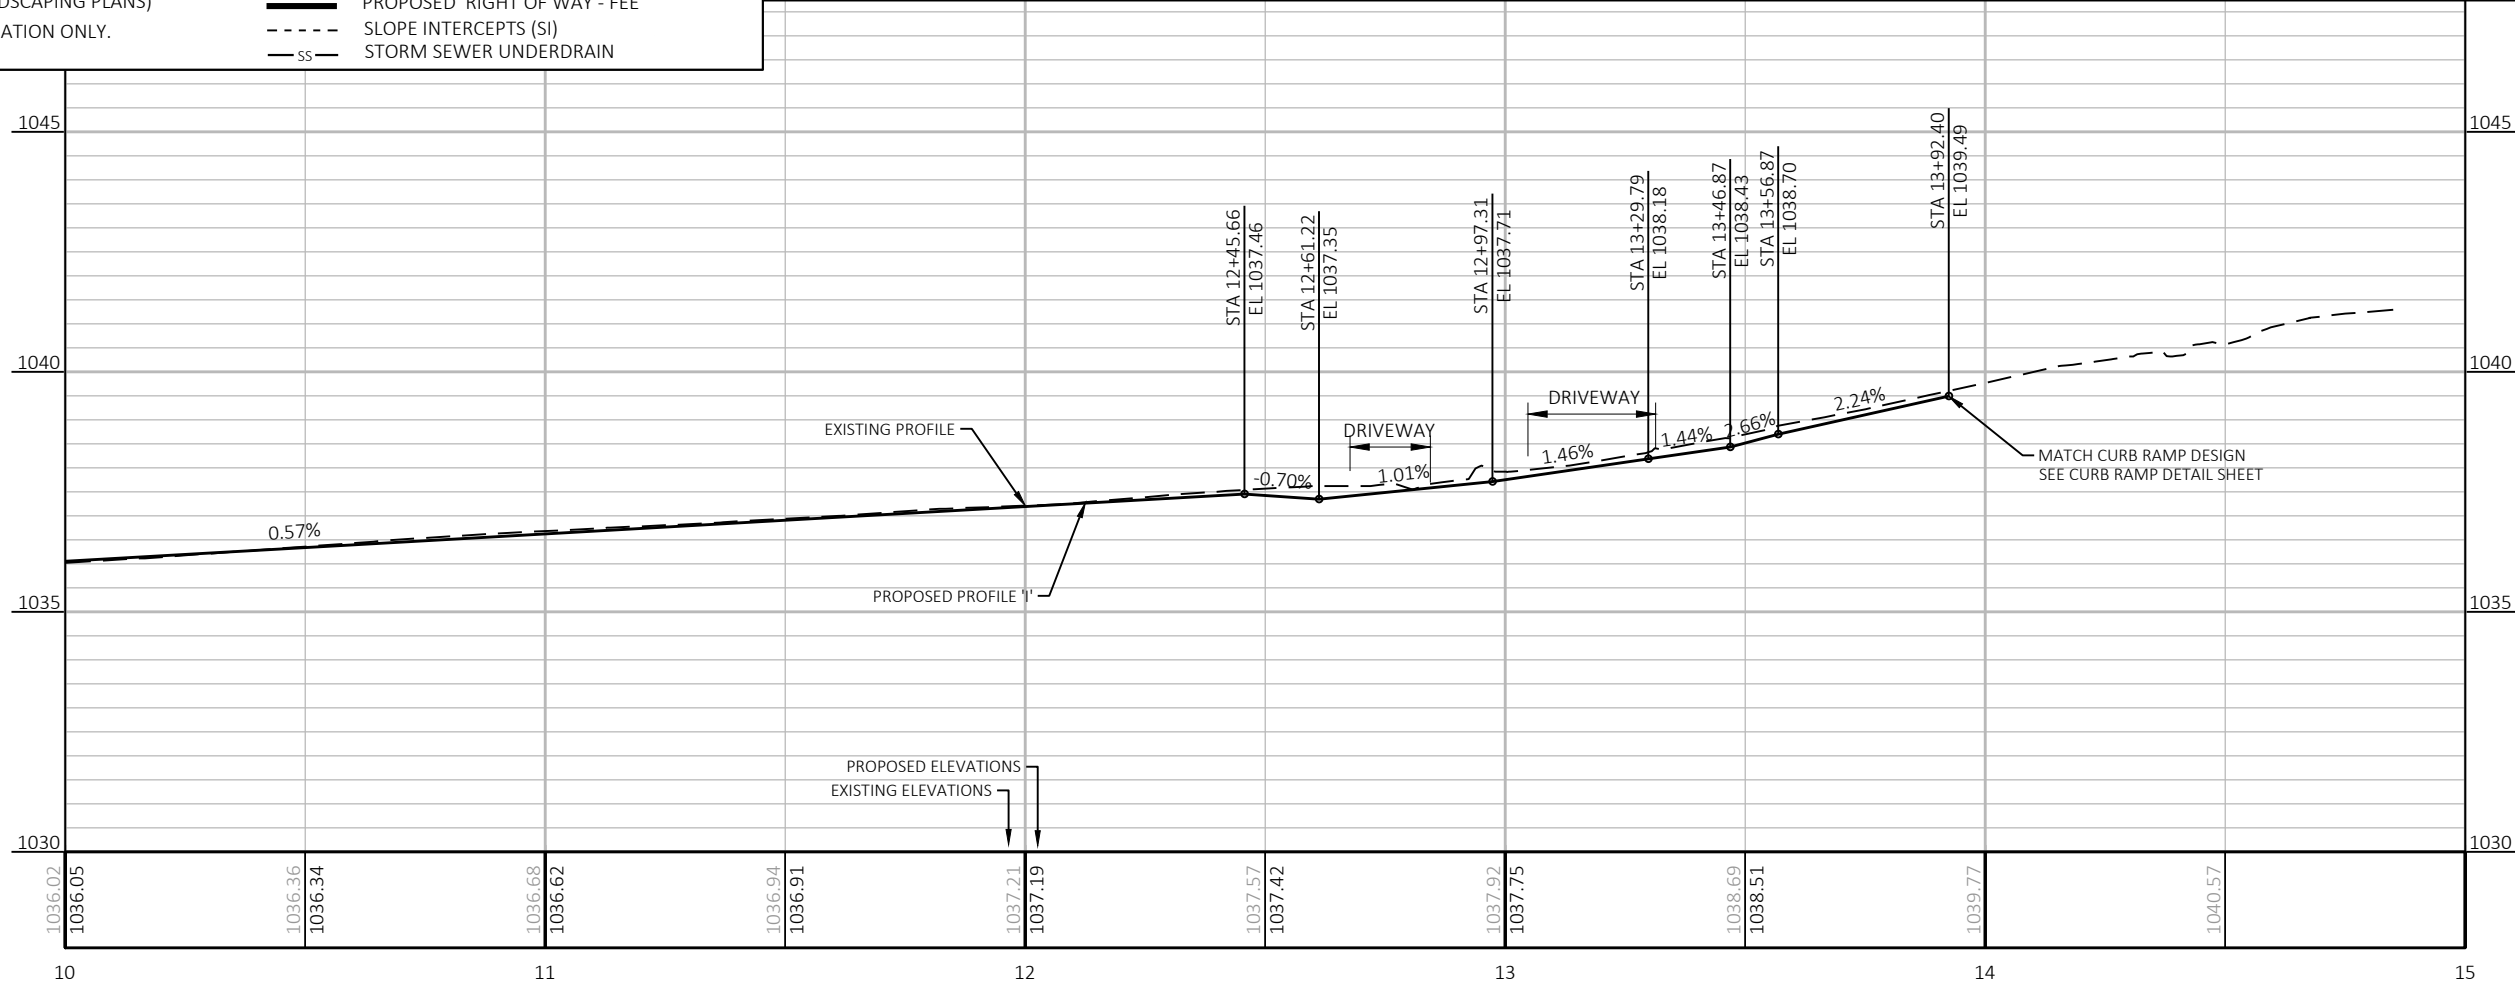 DSCAPING PLANS)
PROPOSED RIGHT OF WAY - FEE
ATION ONLY.
SLOPE INTERCEPTS (SI)
SS
STORM SEWER UNDERDRAIN
1045
1045
STA 12+45.66
EL 1037.46
STA 12+61.22
EL 1037.35
STA 12+97.31
EL 1037.71
STA 13+29.79
EL 1038.18
STA 13+46.87
EL 1038.43
STA 13+56.87
EL 1038.70
STA 13+92.40
EL 1039.49
1040
1040
DRIVEWAY
DRIVEWAY
EXISTING PROFILE
0.57%
-0.70%
1.01%
1.46%
1.44%
2.66%
2.24%
MATCH CURB RAMP DESIGN
SEE CURB RAMP DETAIL SHEET
PROPOSED PROFILE 'I'
1035
1035
PROPOSED ELEVATIONS
EXISTING ELEVATIONS
1030
1030
1036.02
1036.05
1036.36
1036.34
1036.68
1036.62
1036.94
1036.91
1037.21
1037.19
1037.57
1037.42
1037.92
1037.75
1038.69
1038.51
1039.77
1040.57
10
11
12
13
14
15